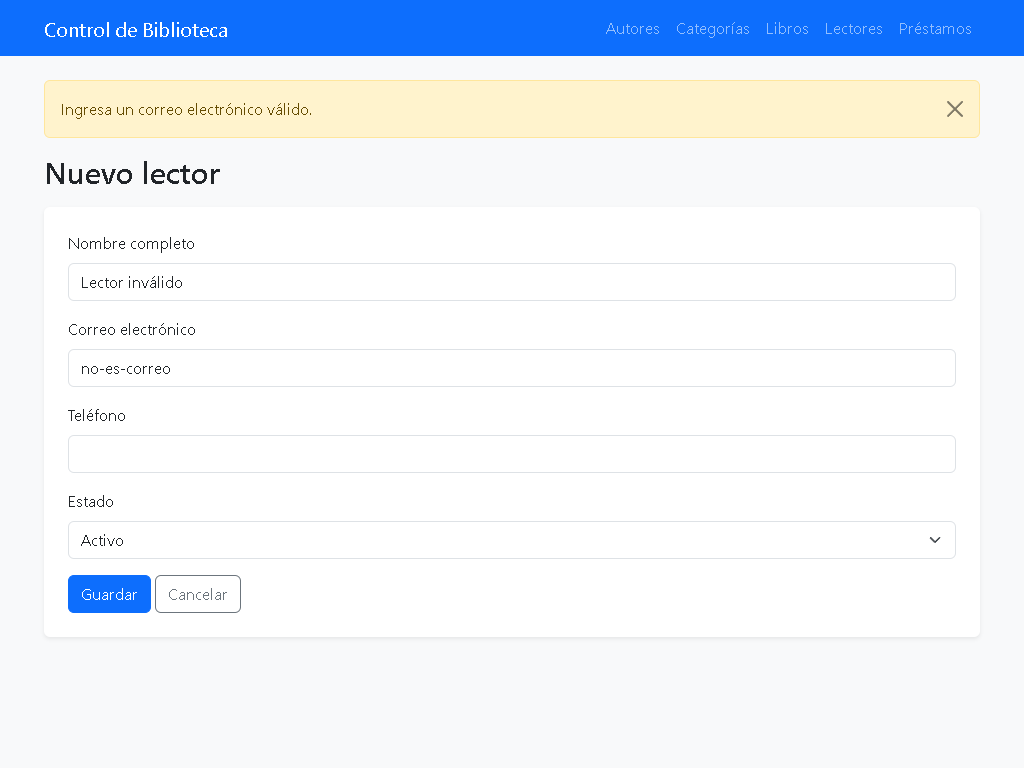 Control de Biblioteca
Autores Categorías Libros Lectores Préstamos
Ingresa un correo electrónico válido.
Nuevo lector
Nombre completo
Lector inválido
Correo electrónico
no-es-correo
Teléfono
Estado
Activo
Guardar Cancelar